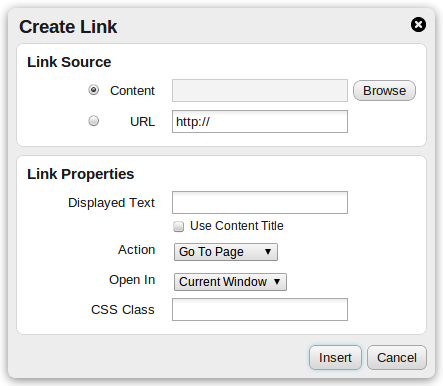 Create Link
Link Source
Content Browse
URL http://
Link Properties
Displayed Text
Use Content Title
Action Go To Page
Open In Current Window
CSS Class
Insert Cancel